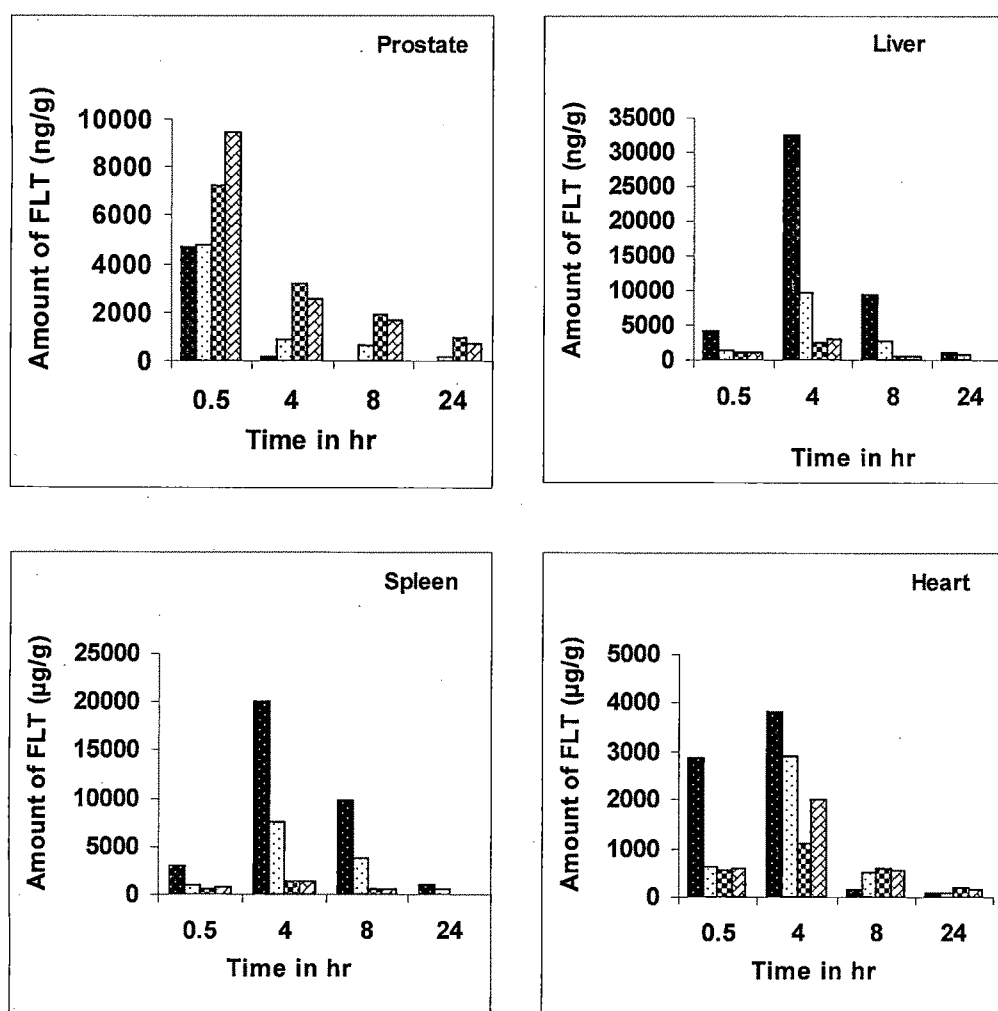 Prostate
Amount of FLT (ng/g)
10000
8000
6000
4000
2000
0
0.5 4 8 24
Time in hr
Liver
Amount of FLT (ng/g)
35000
30000
25000
20000
15000
10000
5000
0
0.5 4 8 24
Time in hr
Spleen
Amount of FLT (µg/g)
25000
20000
15000
10000
5000
0
0.5 4 8 24
Time in hr
Heart
Amount of FLT (µg/g)
5000
4000
3000
2000
1000
0
0.5 4 8 24
Time in hr